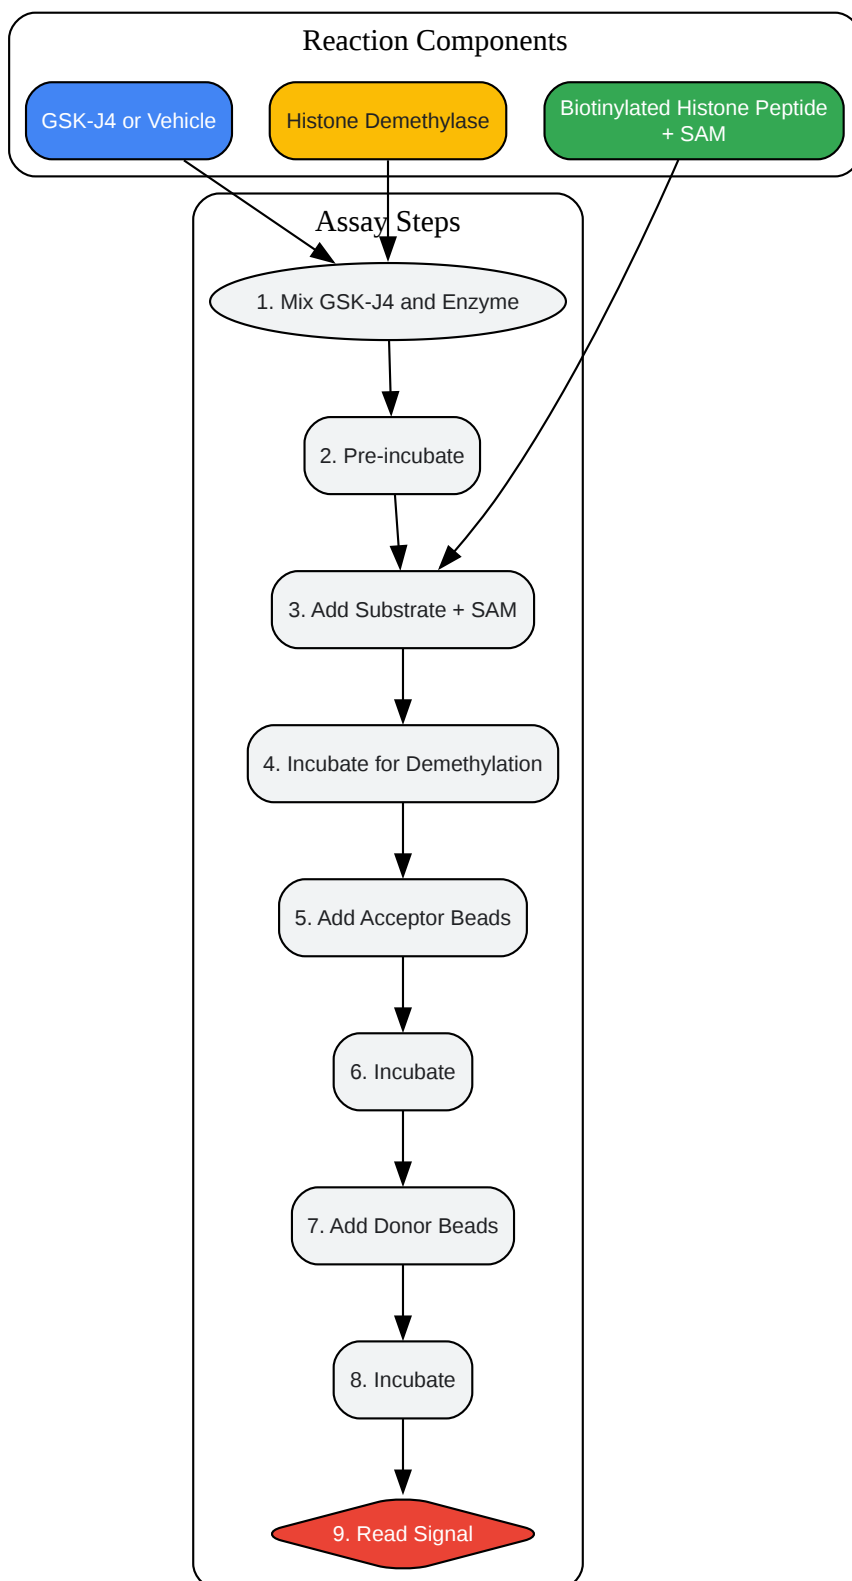 Reaction Components
GSK-J4 or Vehicle
Histone Demethylase
Biotinylated Histone Peptide
+ SAM
Assay Steps
1. Mix GSK-J4 and Enzyme
2. Pre-incubate
3. Add Substrate + SAM
4. Incubate for Demethylation
5. Add Acceptor Beads
6. Incubate
7. Add Donor Beads
8. Incubate
9. Read Signal